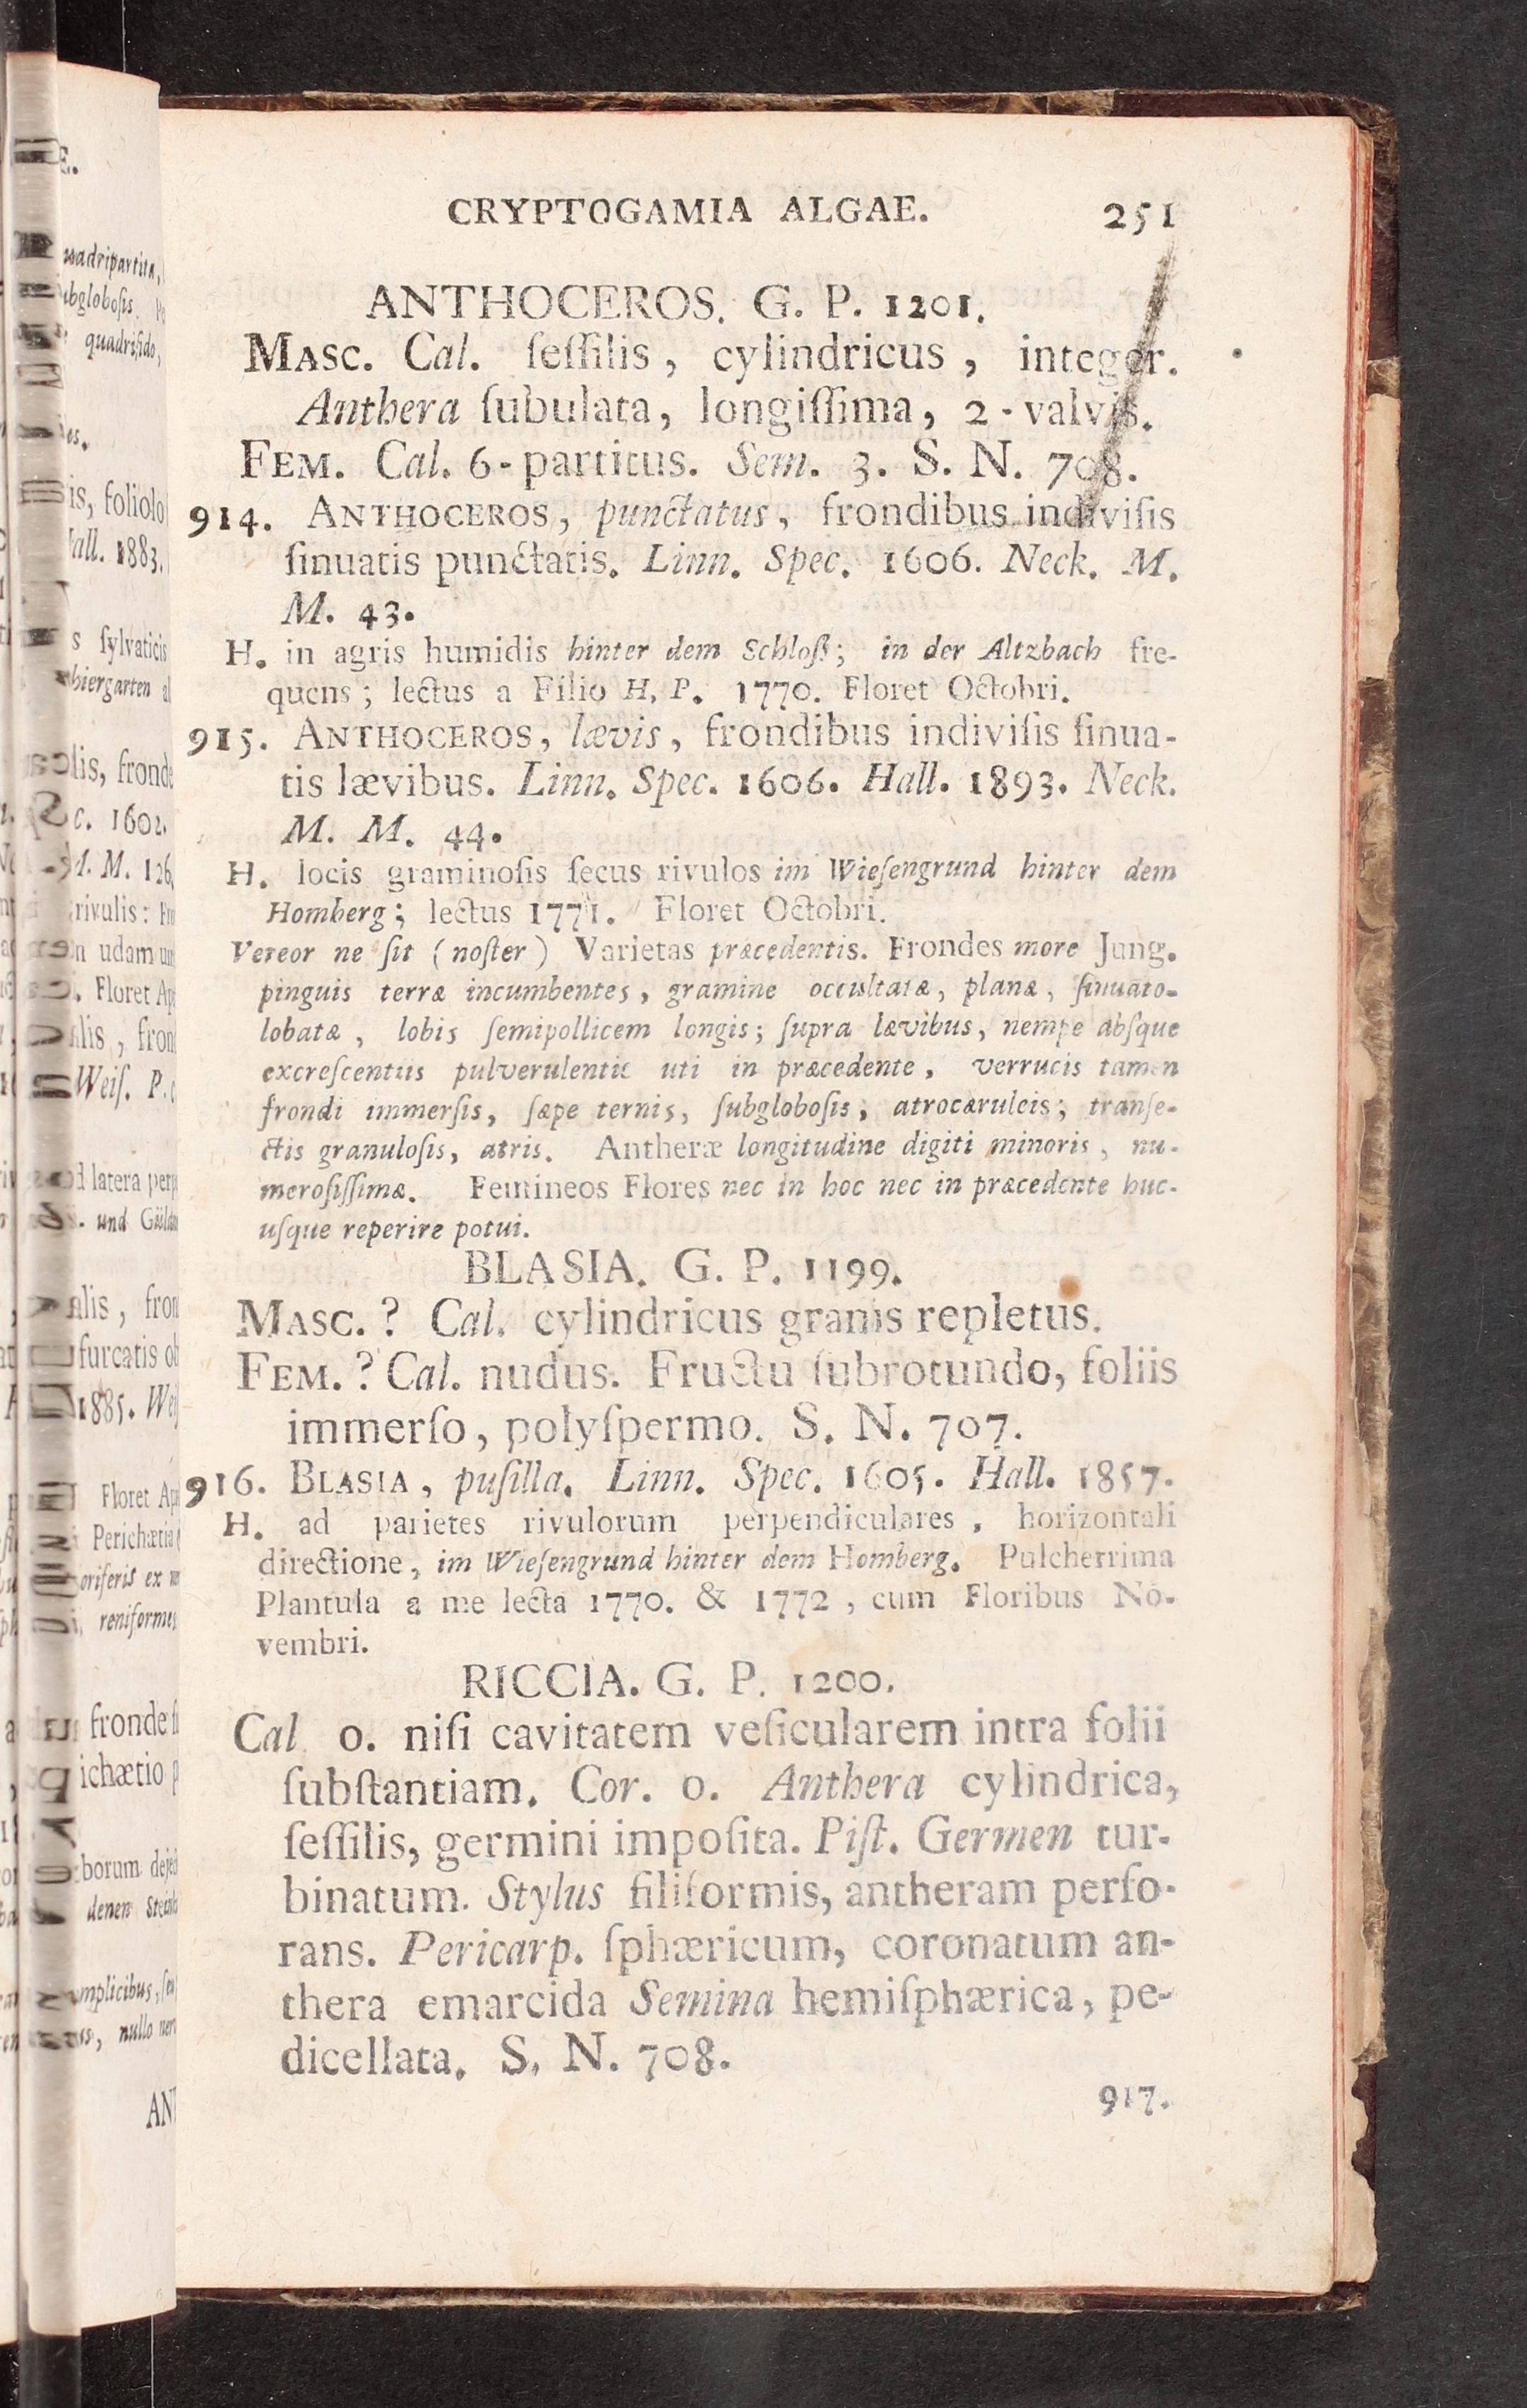 CRYPTOGAMIA ALGAE. 251
ANTHOCEROS. G. P. 1201.
MASC. Cal. ſeſſilis, cylindricus, integer.
Anthera ſubulata, longiſſima, 2-valvis.
FEM. Cal. 6-partitus. Sem. 3. S. N. 708.
914. ANTHOCEROS, punctatus, frondibus indiviſis
ſinuatis punctatis. Linn. Spec. 1606. Neck. M.
M. 43.
H. in agris humidis hinter dem Schloſß; in der Altzbach fre-
quens; lectus a Filio H. P. 1770. Floret Octobri.
915. ANTHOCEROS, lævis, frondibus indiviſis ſinua-
tis lævibus. Linn. Spec. 1606. Hall. 1893. Neck.
M. M. 44.
H. locis graminoſis ſecus rivulos im Wieſengrund hinter dem
Homberg; lectus 1771. Floret Octobri.
Vereor ne ſit (noſter) Varietas præcedentis. Frondes more Jung.
pinguis terræ incumbentes, gramine occultatæ, planæ, ſinuato-
lobatæ, lobis ſemipollicem longis; ſupra lævibus, nempe abſque
excreſcentiis pulverulentis uti in præcedente, verrucis tamen
frondi immerſis, ſæpe ternis, ſubgloboſis, atrocæruleis; tranſe-
ctis granuloſis, atris. Antheræ longitudine digiti minoris, nu-
meroſiſſimæ. Femineos Flores nec in hoc nec in præcedente huc-
uſque reperire potui.
BLASIA. G. P. 1199.
MASC.? Cal. cylindricus granis repletus.
FEM.? Cal. nudus. Fructu ſubrotundo, foliis
immerſo, polyſpermo. S. N. 707.
916. BLASIA, puſilla. Linn. Spec. 1605. Hall. 1857.
H. ad parietes rivulorum perpendiculares, horizontali
directione, im Wieſengrund hinter dem Homberg. Pulcherrima
Plantula a me lecta 1770. & 1772, cum Floribus No-
vembri.
RICCIA. G. P. 1200.
Cal. 0. niſi cavitatem veſicularem intra folii
ſubſtantiam. Cor. 0. Anthera cylindrica,
ſeſſilis, germini impoſita. Piſt. Germen tur-
binatum. Stylus filiformis, antheram perfo-
rans. Pericarp. ſphæricum, coronatum an-
thera emarcida Semina hemiſphærica, pe-
dicellata. S. N. 708.
917.